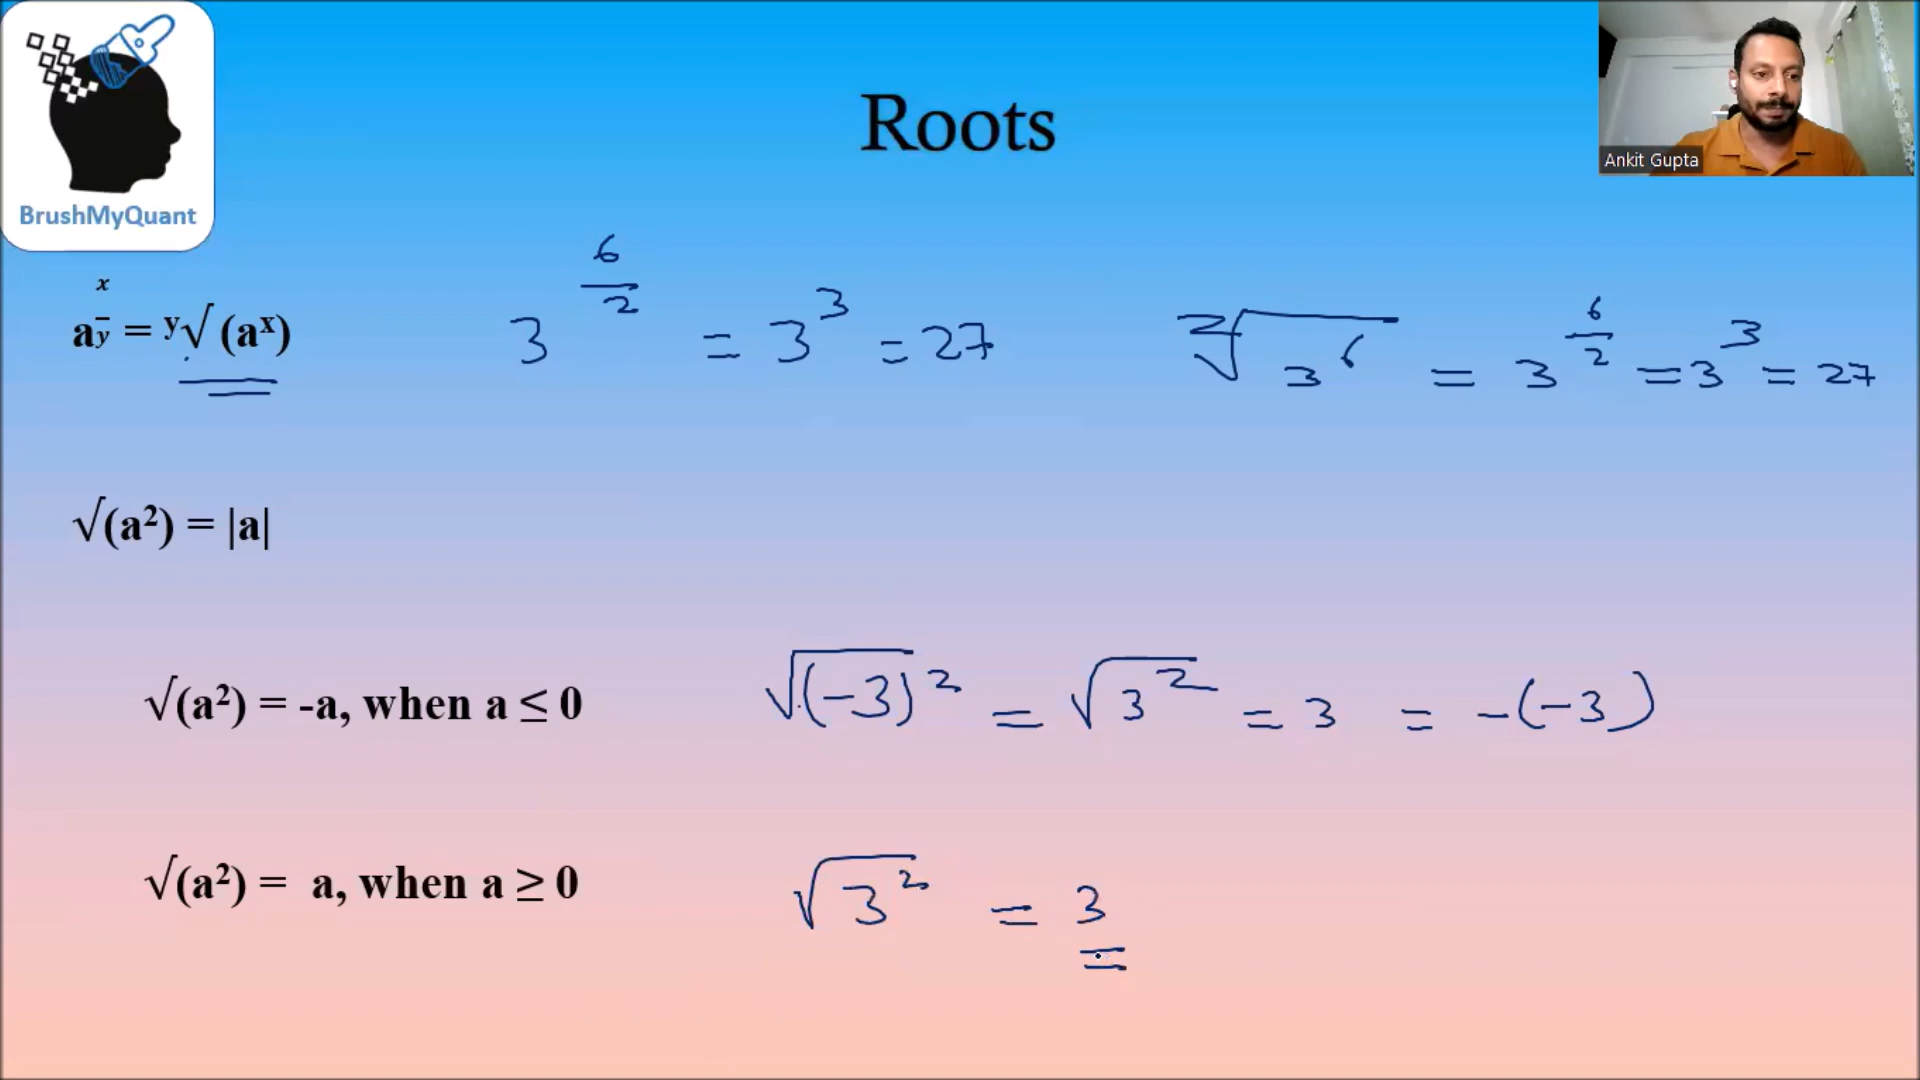 BrushMyQuant
Roots
Ankit Gupta
a^(x/y) = ʸ√(aˣ)
3^(6/2) = 3³ = 27
²√3⁶ = 3^(6/2) = 3³ = 27
√(a²) = |a|
√(a²) = -a, when a ≤ 0
√(-3)² = √3² = 3 = -(-3)
√(a²) = a, when a ≥ 0
√3² = 3